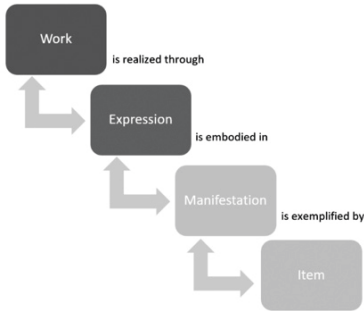 Work
is realized through
Expression
is embodied in
Manifestation
is exemplified by
Item